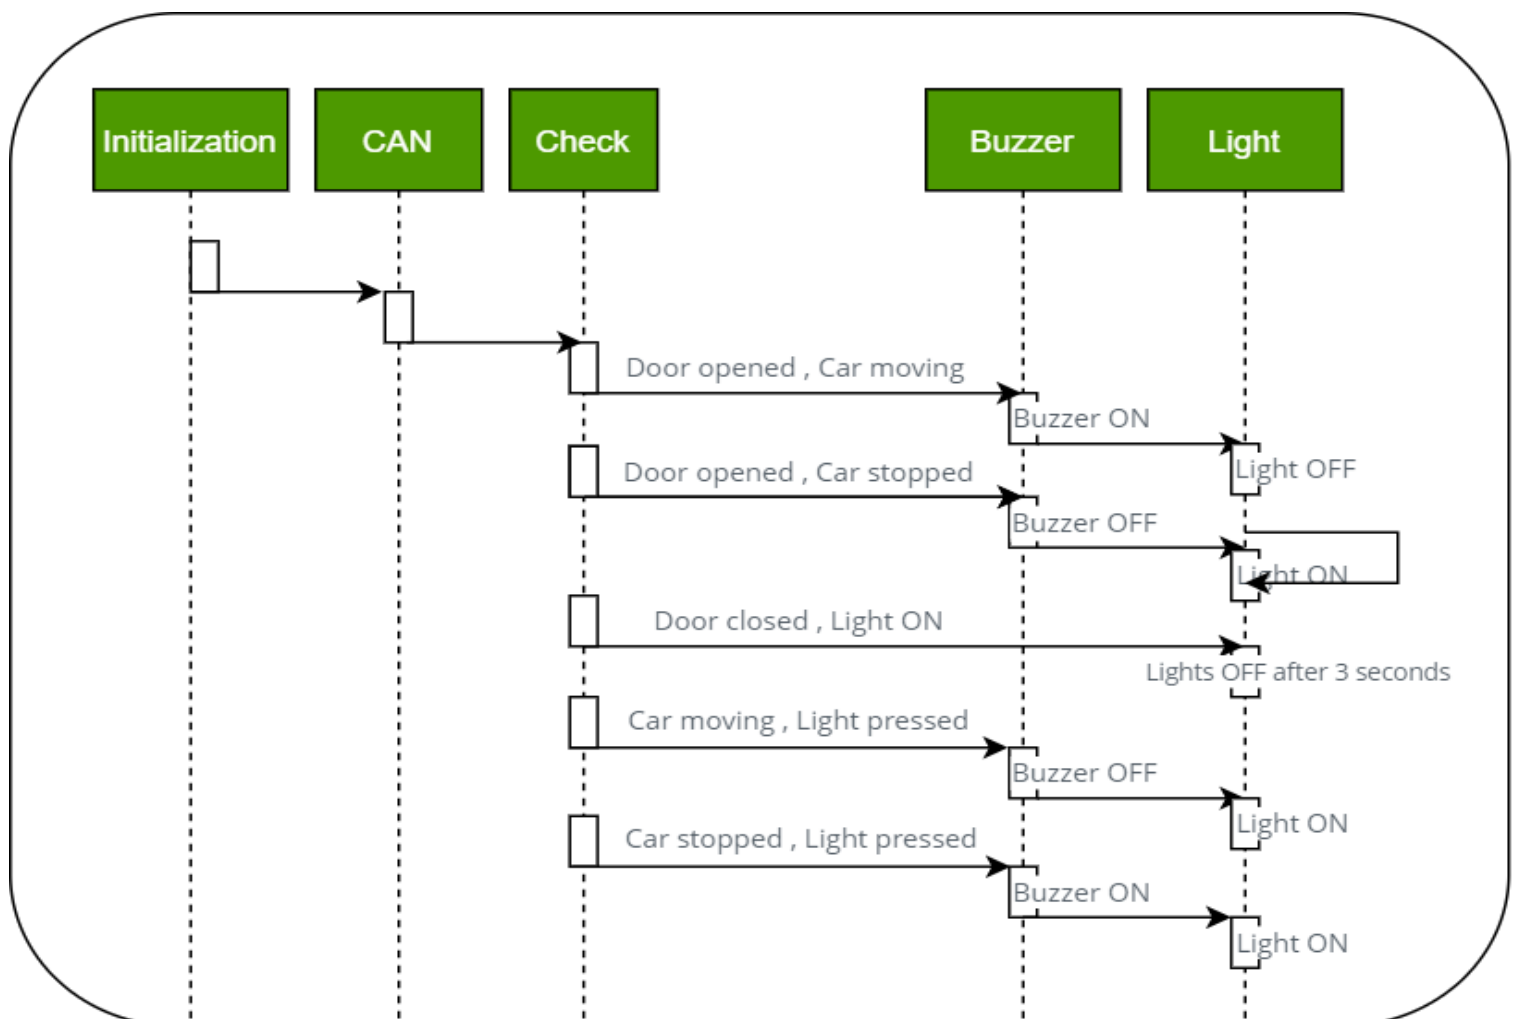 Initialization
CAN
Check
Buzzer
Light
Door opened , Car moving
Buzzer ON
Light OFF
Door opened , Car stopped
Buzzer OFF
Light ON
Door closed , Light ON
Lights OFF after 3 seconds
Car moving , Light pressed
Buzzer OFF
Light ON
Car stopped , Light pressed
Buzzer ON
Light ON